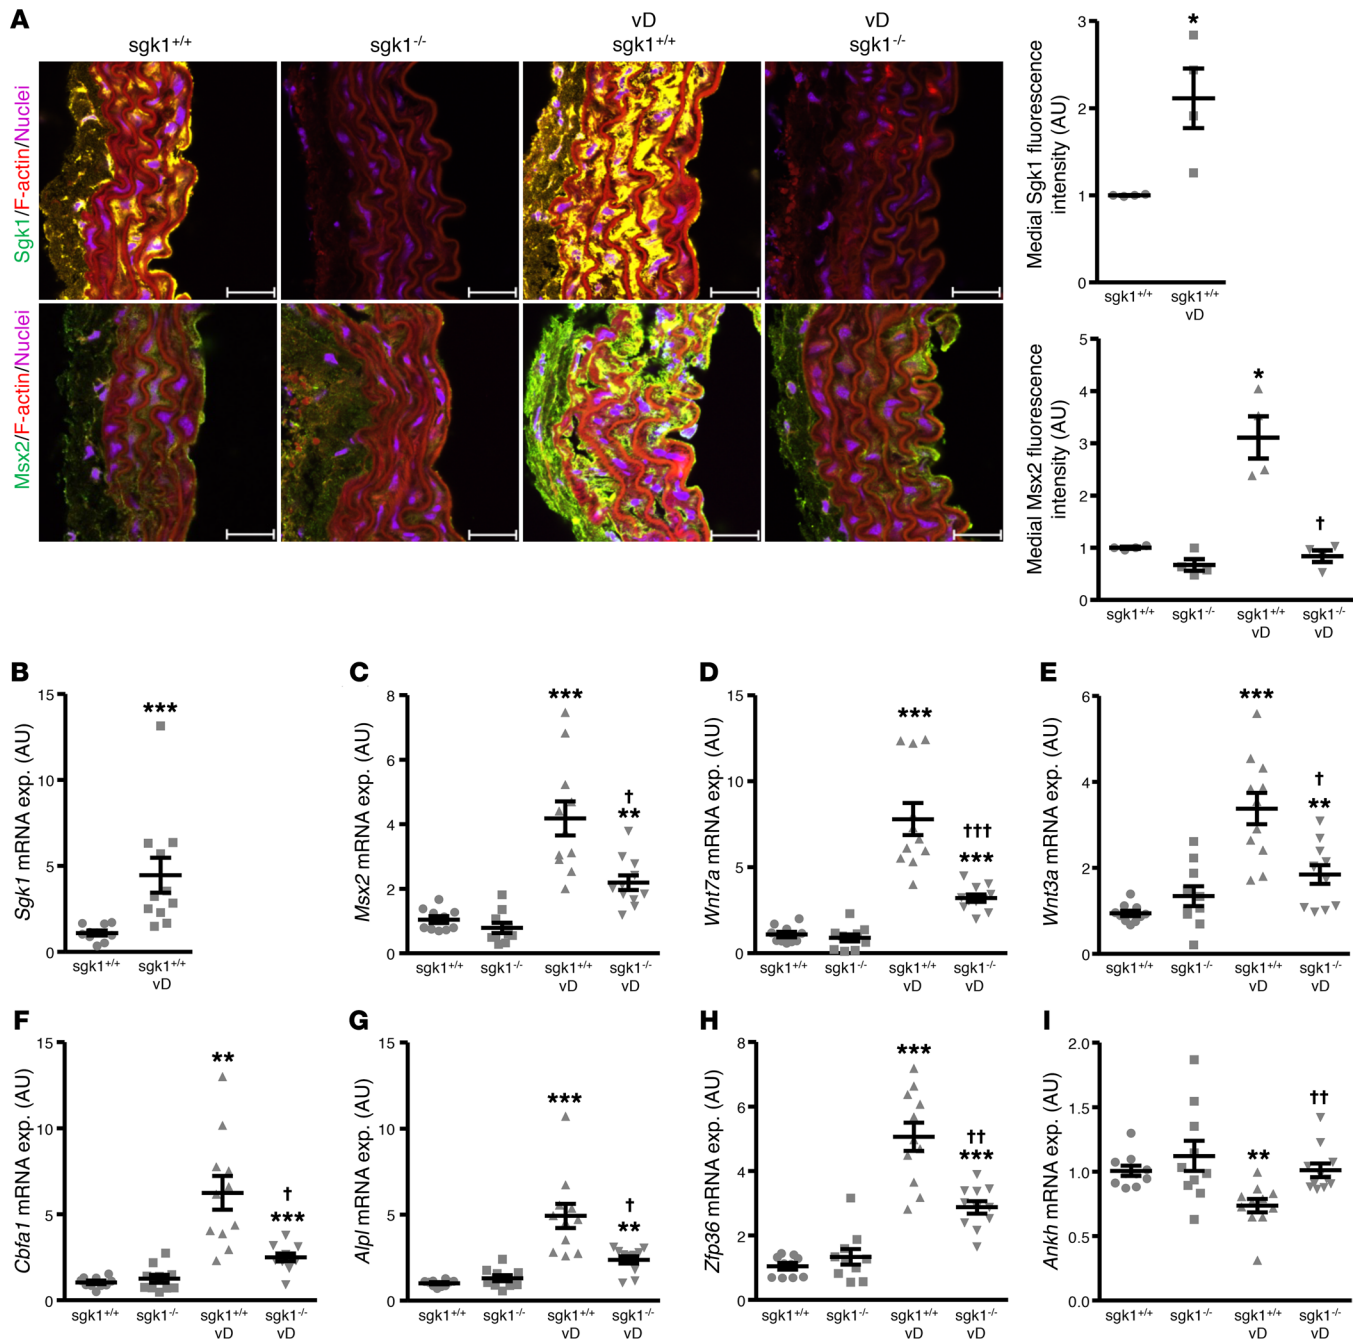 A
sgk1+/+
sgk1-/-
vD
sgk1+/+
vD
sgk1-/-
Sgk1/F-actin/Nuclei
Msx2/F-actin/Nuclei
Medial Sgk1 fluorescence
intensity (AU)
3
2
1
0
*
sgk1+/+
sgk1+/+
vD
Medial Msx2 fluorescence
intensity (AU)
5
4
3
2
1
0
*
†
sgk1+/+
sgk1-/-
sgk1+/+
vD
sgk1-/-
vD
B
Sgk1 mRNA exp. (AU)
15
10
5
0
***
sgk1+/+
sgk1+/+
vD
C
Msx2 mRNA exp. (AU)
8
6
4
2
0
***
†
**
sgk1+/+
sgk1-/-
sgk1+/+
vD
sgk1-/-
vD
D
Wnt7a mRNA exp. (AU)
15
10
5
0
***
†††
***
sgk1+/+
sgk1-/-
sgk1+/+
vD
sgk1-/-
vD
E
Wnt3a mRNA exp. (AU)
6
4
2
0
***
†
**
sgk1+/+
sgk1-/-
sgk1+/+
vD
sgk1-/-
vD
F
Cbfa1 mRNA exp. (AU)
15
10
5
0
**
†
***
sgk1+/+
sgk1-/-
sgk1+/+
vD
sgk1-/-
vD
G
Alpl mRNA exp. (AU)
15
10
5
0
***
†
**
sgk1+/+
sgk1-/-
sgk1+/+
vD
sgk1-/-
vD
H
Zfp36 mRNA exp. (AU)
8
6
4
2
0
***
††
***
sgk1+/+
sgk1-/-
sgk1+/+
vD
sgk1-/-
vD
I
Ankh mRNA exp. (AU)
2.0
1.5
1.0
0.5
0.0
**
††
sgk1+/+
sgk1-/-
sgk1+/+
vD
sgk1-/-
vD